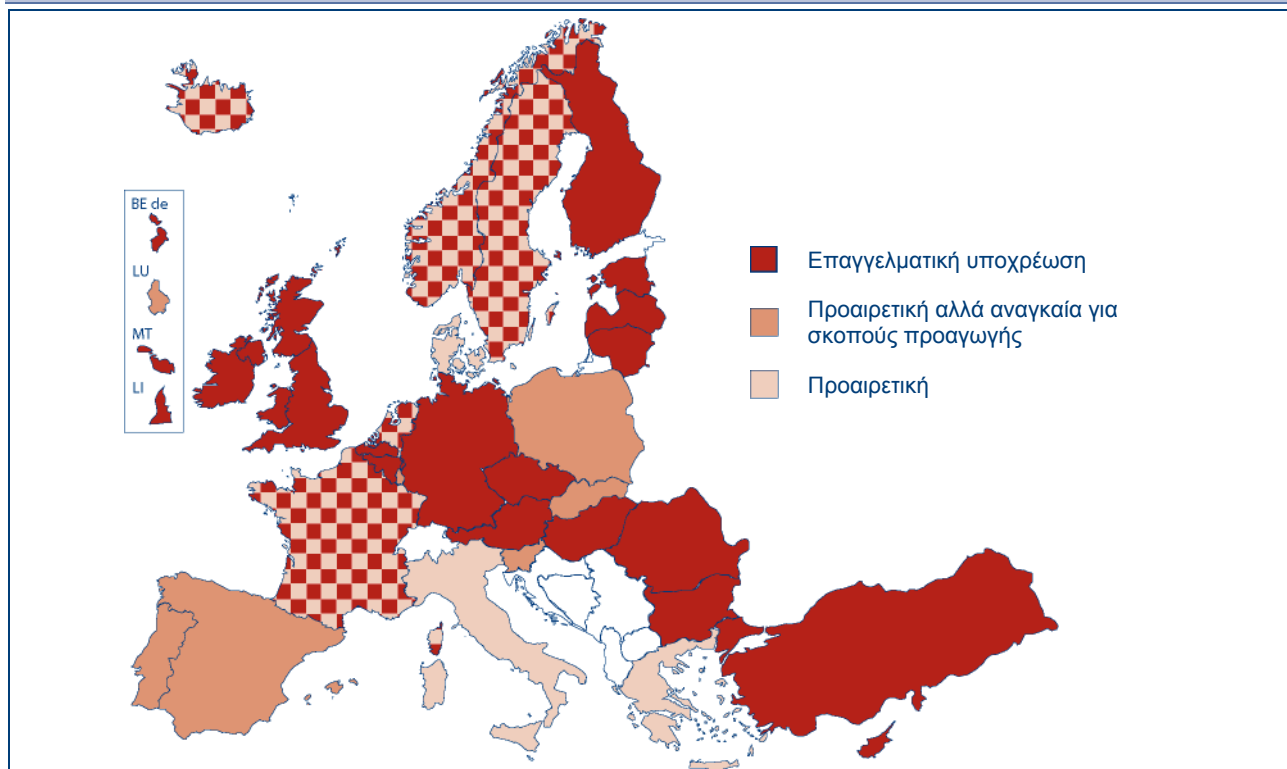 BE de
LU
MT
LI
Επαγγελματική υποχρέωση
Προαιρετική αλλά αναγκαία για
σκοπούς προαγωγής
Προαιρετική